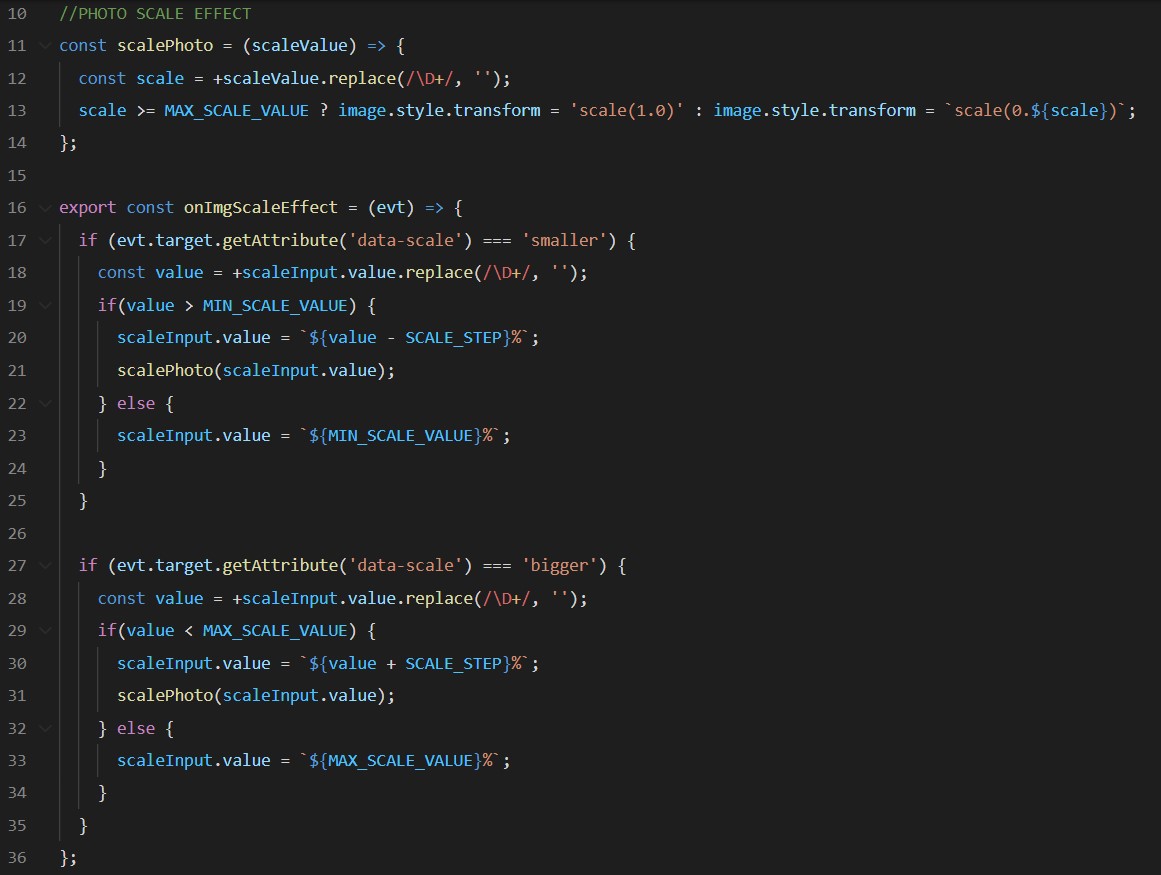 10 //PHOTO SCALE EFFECT
11 const scalePhoto = (scaleValue) => {
12   const scale = +scaleValue.replace(/\D+/, '');
13   scale >= MAX_SCALE_VALUE ? image.style.transform = 'scale(1.0)' : image.style.transform = `scale(0.${scale})`;
14 };
15
16 export const onImgScaleEffect = (evt) => {
17   if (evt.target.getAttribute('data-scale') === 'smaller') {
18     const value = +scaleInput.value.replace(/\D+/, '');
19     if(value > MIN_SCALE_VALUE) {
20       scaleInput.value = `${value - SCALE_STEP}%`;
21       scalePhoto(scaleInput.value);
22     } else {
23       scaleInput.value = `${MIN_SCALE_VALUE}%`;
24     }
25   }
26
27   if (evt.target.getAttribute('data-scale') === 'bigger') {
28     const value = +scaleInput.value.replace(/\D+/, '');
29     if(value < MAX_SCALE_VALUE) {
30       scaleInput.value = `${value + SCALE_STEP}%`;
31       scalePhoto(scaleInput.value);
32     } else {
33       scaleInput.value = `${MAX_SCALE_VALUE}%`;
34     }
35   }
36 };